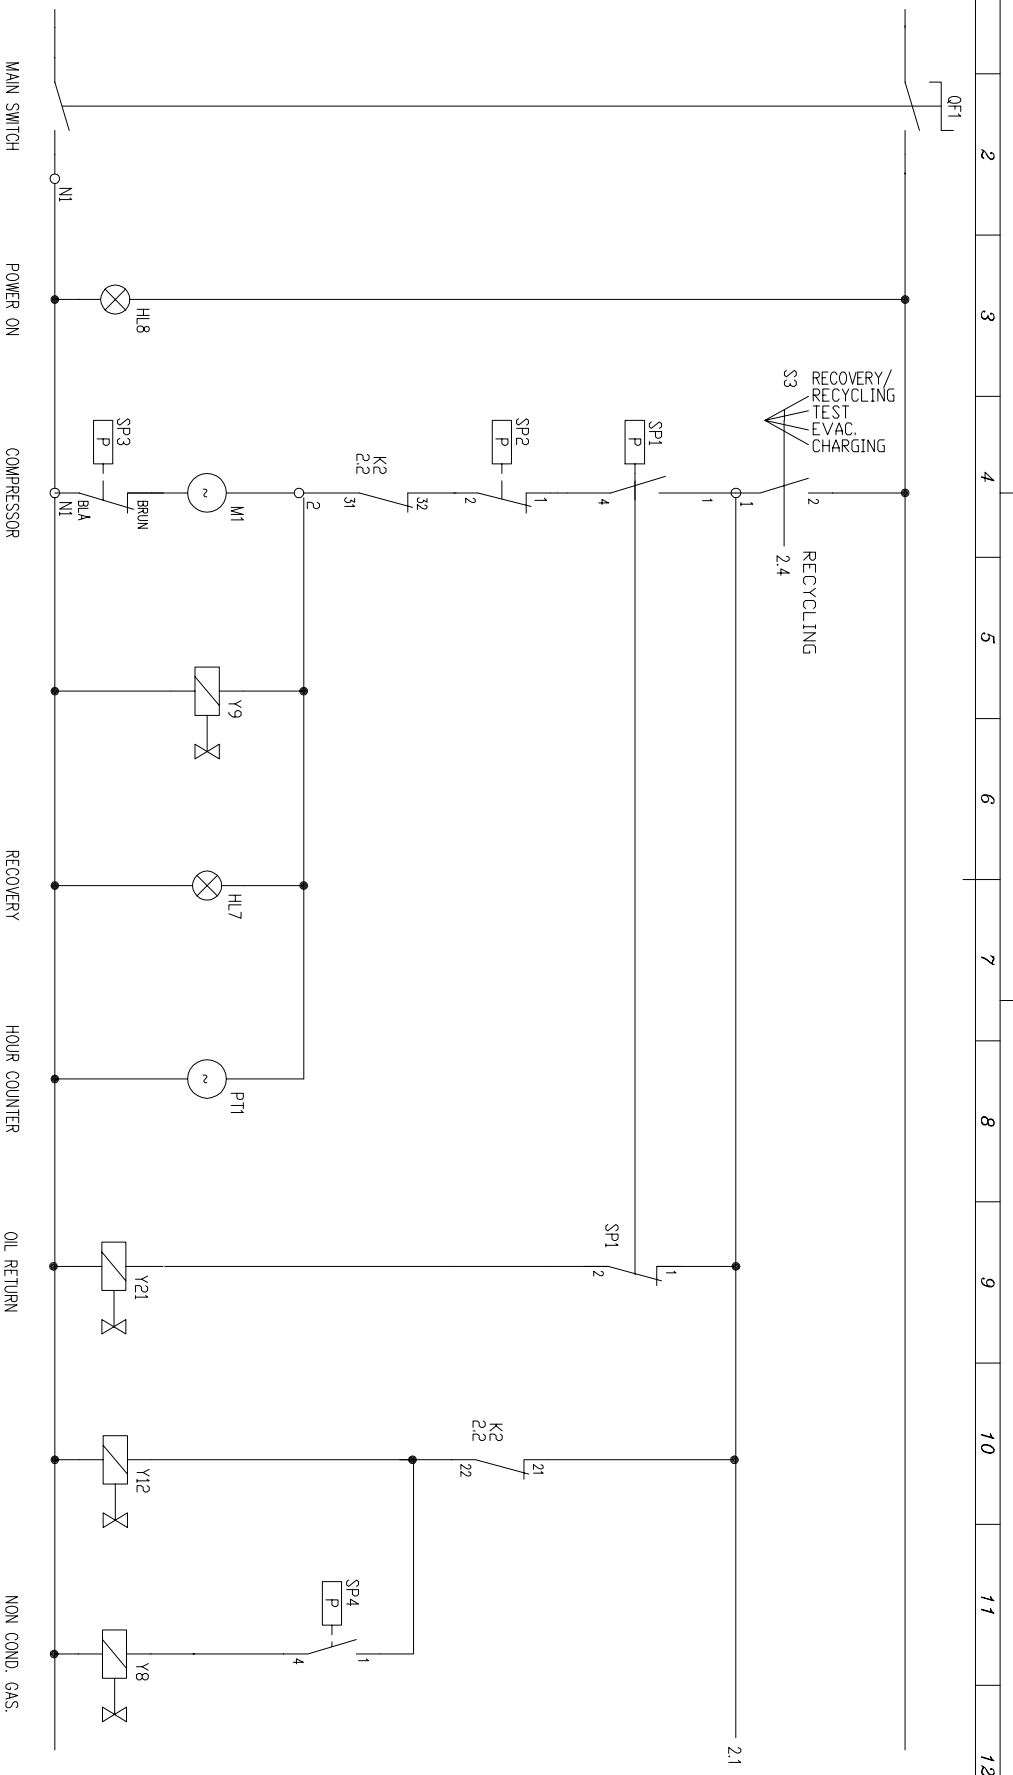 2
3
4
5
6
7
8
9
10
11
12
QF1
N1
HL8
S3
RECOVERY/
RECYCLING
TEST
EVAC.
CHARGING
2
RECYCLING
2.4
1
1
SP1
P
4
SP2
P
1
2
K2
2.2
32
31
2
M1
~
SP3
P
BRUN
BLA
N1
Y9
HL7
PT1
~
SP1
1
2
Y21
K2
2.2
21
22
Y12
SP4
P
1
4
Y8
2.1
MAIN SWITCH
POWER ON
COMPRESSOR
RECOVERY
HOUR COUNTER
OIL RETURN
NON COND. GAS.